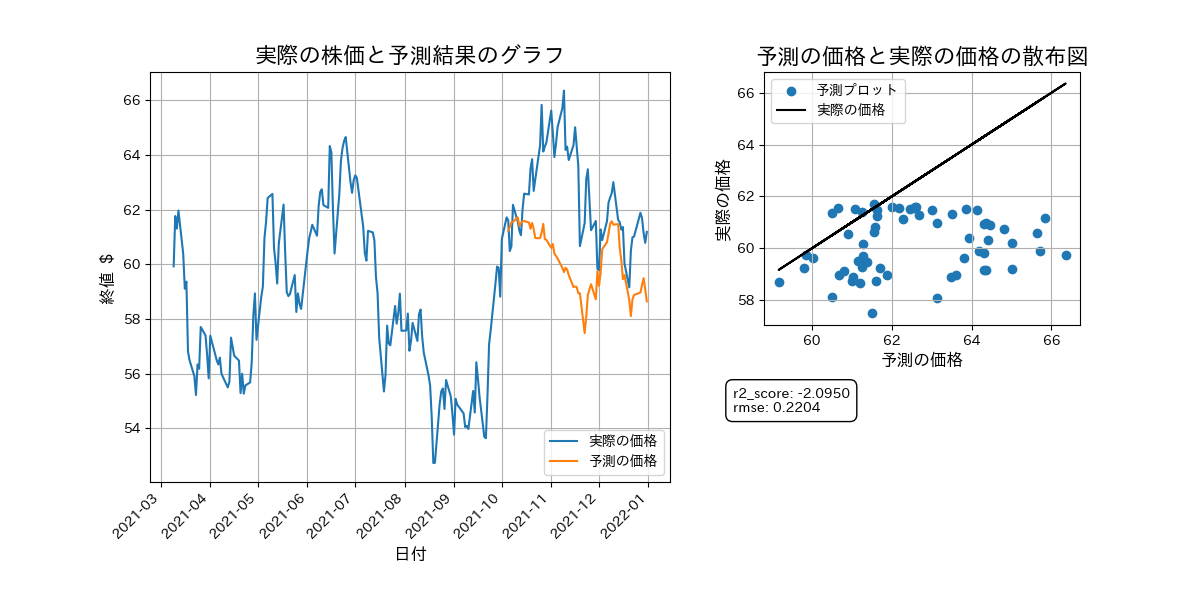 実際の株価と予測結果のグラフ
終値 $
66
64
62
60
58
56
54
実際の価格
予測の価格
2021-03
2021-04
2021-05
2021-06
2021-07
2021-08
2021-09
2021-10
2021-11
2021-12
2022-01
日付
予測の価格と実際の価格の散布図
実際の価格
66
64
62
60
58
予測プロット
実際の価格
60
62
64
66
予測の価格
r2_score: -2.0950
rmse: 0.2204